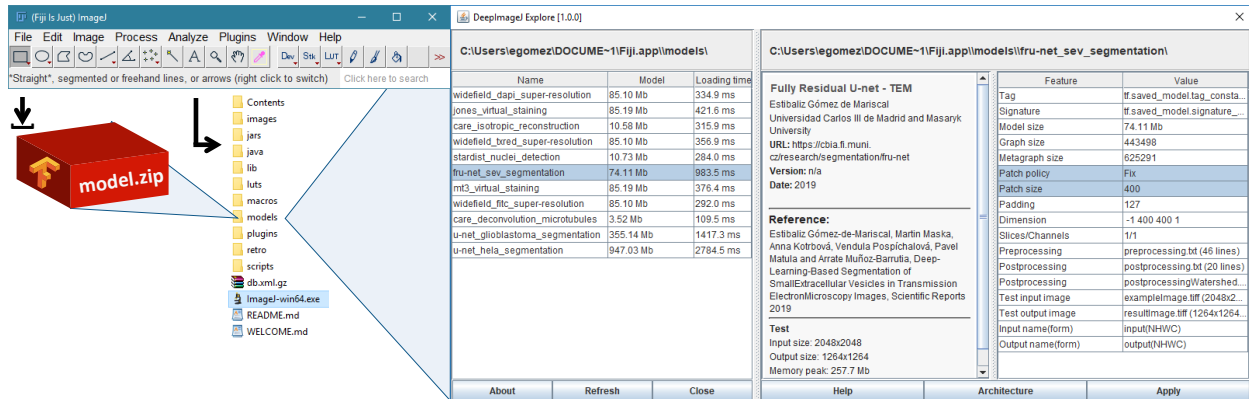 (Fiji Is Just) ImageJ
File Edit Image Process Analyze Plugins Window Help
Dev Stk LUT
*Straight*, segmented or freehand lines, or arrows (right click to switch)
Click here to search
model.zip
Contents
images
jars
java
lib
luts
macros
models
plugins
retro
scripts
db.xml.gz
ImageJ-win64.exe
README.md
WELCOME.md
DeepImageJ Explore [1.0.0]
C:\Users\egomez\DOCUME~1\Fiji.app\\models\
Name Model Loading time
widefield_dapi_super-resolution 85.10 Mb 334.9 ms
jones_virtual_staining 85.19 Mb 421.6 ms
care_isotropic_reconstruction 10.58 Mb 315.9 ms
widefield_txred_super-resolution 85.10 Mb 356.9 ms
stardist_nuclei_detection 10.73 Mb 284.0 ms
fru-net_sev_segmentation 74.11 Mb 983.5 ms
mt3_virtual_staining 85.19 Mb 376.4 ms
widefield_fitc_super-resolution 85.10 Mb 292.0 ms
care_deconvolution_microtubules 3.52 Mb 109.5 ms
u-net_glioblastoma_segmentation 355.14 Mb 1417.3 ms
u-net_hela_segmentation 947.03 Mb 2784.5 ms
About Refresh Close
C:\Users\egomez\DOCUME~1\Fiji.app\\models\\fru-net_sev_segmentation\
Fully Residual U-net - TEM
Estibaliz Gómez de Mariscal
Universidad Carlos III de Madrid and Masaryk
University
URL: https://cbia.fi.muni.
cz/research/segmentation/fru-net
Version: n/a
Date: 2019
Reference:
Estibaliz Gómez-de-Mariscal, Martin Maska,
Anna Kotrbová, Vendula Pospíchalová, Pavel
Matula and Arrate Muñoz-Barrutia, Deep-
Learning-Based Segmentation of
SmallExtracellular Vesicles in Transmission
ElectronMicroscopy Images, Scientific Reports
2019
Test
Input size: 2048x2048
Output size: 1264x1264
Memory peak: 257.7 Mb
Feature Value
Tag tf.saved_model.tag_consta...
Signature tf.saved_model.signature_...
Model size 74.11 Mb
Graph size 443498
Metagraph size 625291
Patch policy Fix
Patch size 400
Padding 127
Dimension -1 400 400 1
Slices/Channels 1/1
Preprocessing preprocessing.txt (46 lines)
Postprocessing postprocessing.txt (20 lines)
Postprocessing postprocessingWatershed....
Test input image exampleImage.tiff (2048x2...
Test output image resultImage.tiff (1264x1264...
Input name(form) input(NHWC)
Output name(form) output(NHWC)
Help Architecture Apply